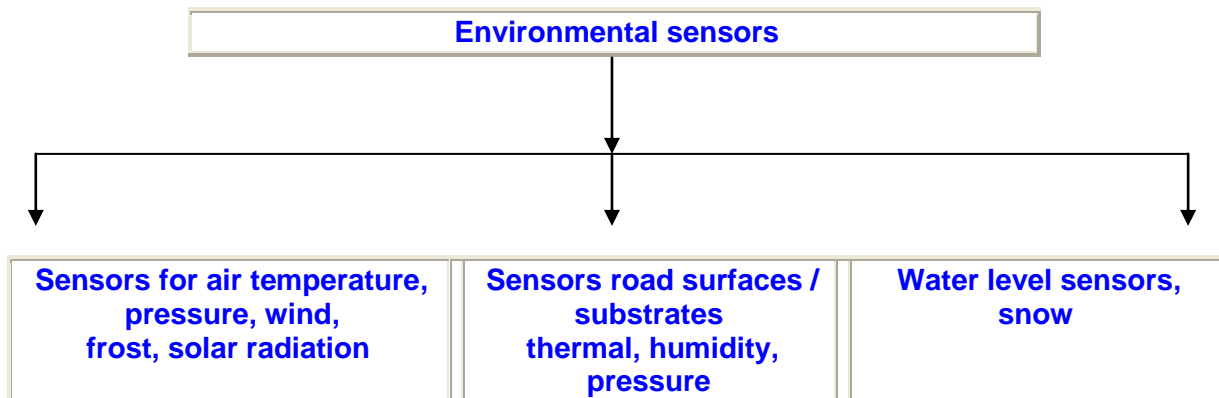 Environmental sensors
Sensors for air temperature,
pressure, wind,
frost, solar radiation
Sensors road surfaces /
substrates
thermal, humidity,
pressure
Water level sensors,
snow